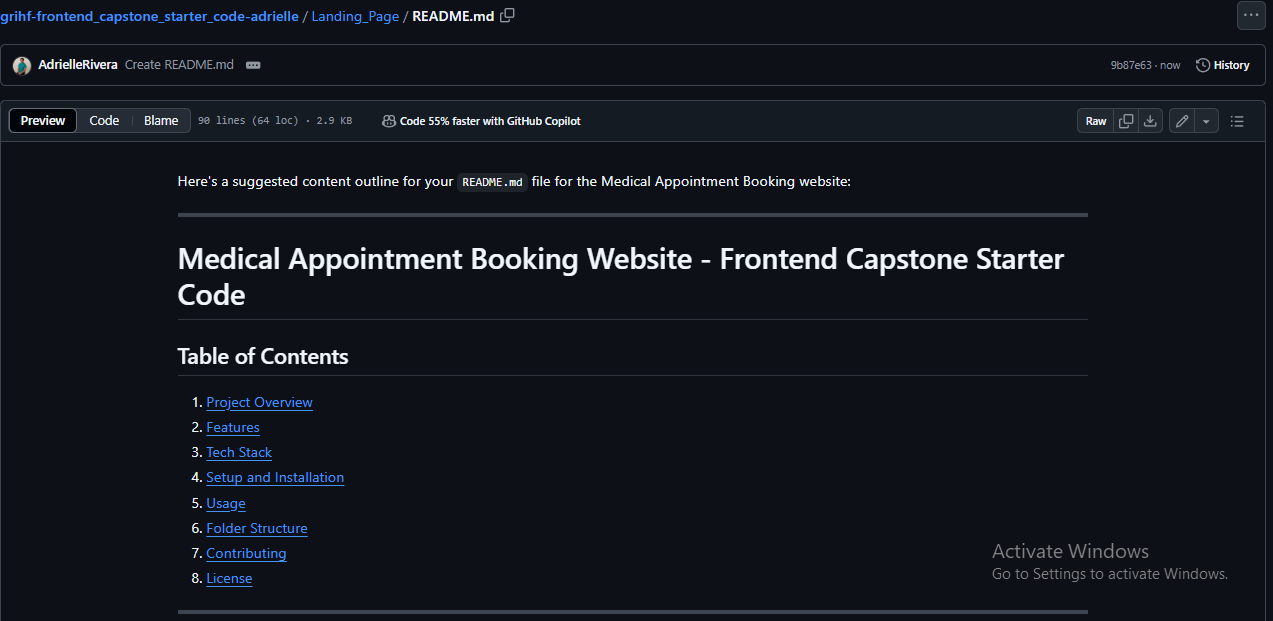 grihf-frontend_capstone_starter_code-adrielle / Landing_Page / README.md
AdrielleRivera Create README.md
9b87e63 · now History
Preview Code Blame 90 lines (64 loc) · 2.9 KB Code 55% faster with GitHub Copilot Raw
Here's a suggested content outline for your README.md file for the Medical Appointment Booking website:
Medical Appointment Booking Website - Frontend Capstone Starter
Code
Table of Contents
1. Project Overview
2. Features
3. Tech Stack
4. Setup and Installation
5. Usage
6. Folder Structure
7. Contributing
8. License
Activate Windows
Go to Settings to activate Windows.